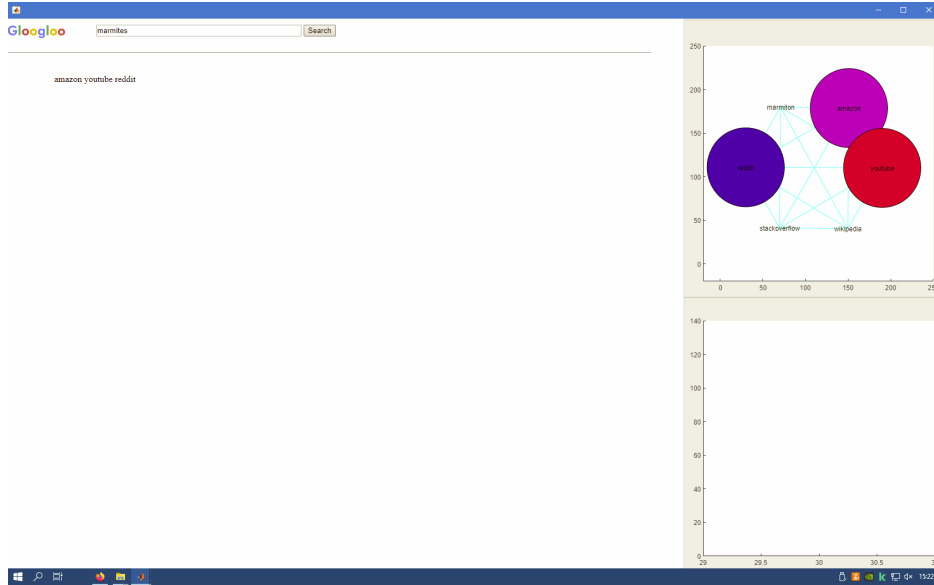 Gloogloo marmites Search
amazon youtube reddit
250
200
150
100
50
0
marmiton amazon
reddit youtube
stackoverflow wikipedia
0 50 100 150 200
140
120
100
80
60
40
20
0
29 29.5 30 30.5
15:22